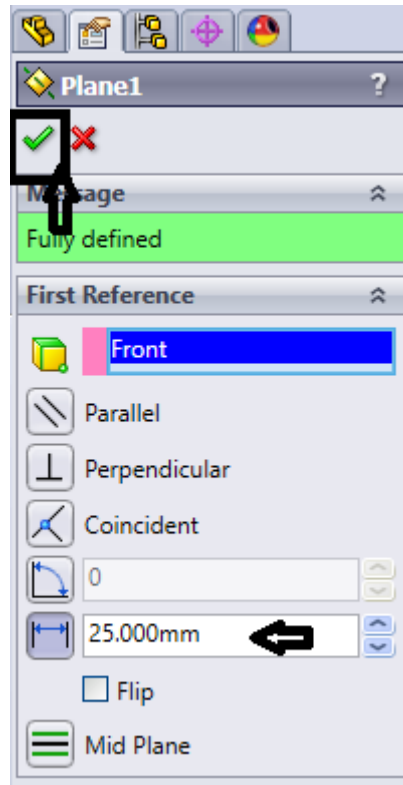 Plane1 ?
Message
Fully defined
First Reference
Front
Parallel
Perpendicular
Coincident
0
25.000mm
Flip
Mid Plane